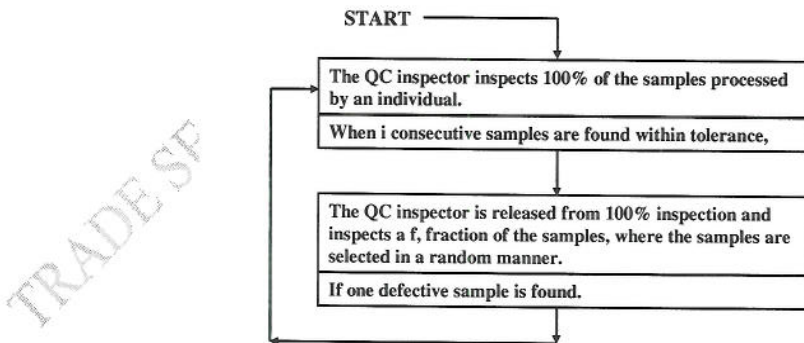 START
The QC inspector inspects 100% of the samples processed
by an individual.
When i consecutive samples are found within tolerance,
The QC inspector is released from 100% inspection and
inspects a f, fraction of the samples, where the samples are
selected in a random manner.
If one defective sample is found.
TRADE